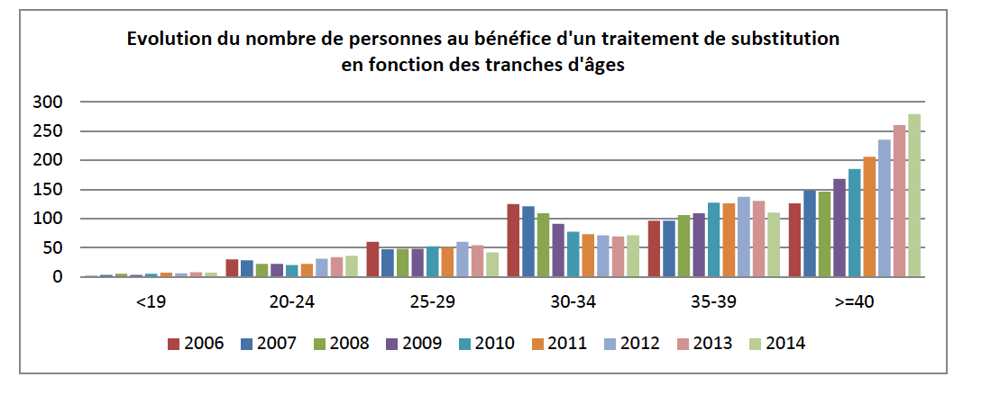 Evolution du nombre de personnes au bénéfice d'un traitement de substitution
en fonction des tranches d'âges
300
250
200
150
100
50
0
<19 20-24 25-29 30-34 35-39 >=40
2006 2007 2008 2009 2010 2011 2012 2013 2014